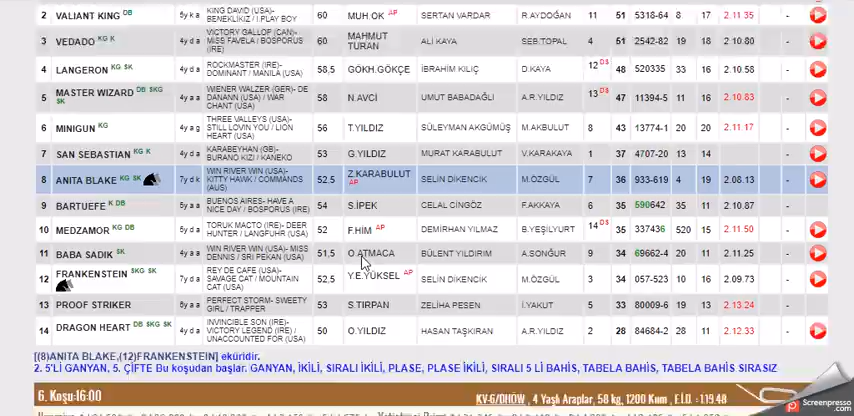 2 VALIANT KING DB 5y k a KING DAVID (USA)- BENEKLIKIZ / I.PLAY BOY 60 MUH.OK AP SERTAN VARDAR R.AYDOĞAN 11 51 5318-64 8 17 2.11.35 -
3 VEDADO KG K 4y a a VICTORY GALLOP (CAN)- MISS FAVELA / BOSPORUS (IRE) 60 MAHMUT TURAN ALİ KAYA SEB.TOPAL 4 51 2542-82 19 18 2.10.80 -
4 LANGERON KG SK 4y d a ROCKMASTER (IRE)- DOMINANT / MANILA (USA) 58,5 GÖKH.GÖKÇE İBRAHİM KILIÇ D.KAYA 12 DS 48 520335 33 16 2.10.58 -
5 MASTER WIZARD DB SKG SK 5y a a WIENER WALZER (GER)- DE DANANN (USA) / WAR CHANT (USA) 58 N.AVCİ UMUT BABADAĞLI A.R.YILDIZ 13 DS 47 11394-5 11 16 2.10.83 -
6 MINIGUN KG 4y a g THREE VALLEYS (USA)- STILL LOVIN YOU / LION HEART (USA) 56 T.YILDIZ SÜLEYMAN AKGÜMÜŞ M.AKBULUT 8 43 13774-1 20 20 2.11.17 -
7 SAN SEBASTIAN KG K 4y d a KARABEYHAN (GB)- BURANO KIZI / KANEKO 53 G.YILDIZ MURAT KARABULUT V.KARAKAYA 1 37 4707-20 13 14 -
8 ANITA BLAKE KG SK 7y d k WIN RIVER WIN (USA)- KITTY HAWK / COMMANDS (AUS) 52,5 Z.KARABULUT AP SELİN DİKENCİK M.ÖZGÜL 7 36 933-619 4 19 2.08.13 -
9 BARTUEFE K DB 5y a a BUENOS AIRES- HAVE A NICE DAY / BOSPORUS (IRE) 54 S.İPEK CELAL CİNGÖZ F.AKKAYA 6 35 590642 35 11 2.10.87 -
10 MEDZAMOR KG DB 5y d a TORUK MACTO (IRE)- DEER HUNTER / LANGFUHR (USA) 52 F.HIM AP DEMİRHAN YILMAZ B.YEŞİLYURT 14 DS 35 337436 520 15 2.11.50 -
11 BABA SADIK SK 4y a a WIN RIVER WIN (USA)- MISS DENNIS / SRI PEKAN (USA) 51,5 O.ATMACA BÜLENT YILDIRIM A.SONĞUR 9 34 69662-4 20 11 2.11.25 -
12 FRANKENSTEIN SKG SK 7y d a REY DE CAFE (USA)- SAVAGE CAT / MOUNTAIN CAT (USA) 52,5 Y.E.YÜKSEL AP SELİN DİKENCİK M.ÖZGÜL 3 34 057-523 10 16 2.09.73 -
13 PROOF STRIKER 6y a a PERFECT STORM- SWEETY GIRL / TRAPPER 53 S.TIRPAN ZELİHA PESEN İ.YAKUT 5 33 80009-6 19 13 2.13.24 -
14 DRAGON HEART DB SKG SK 4y d a INVINCIBLE SON (IRE)- VICTORY LEGEND (IRE) / UNACCOUNTED FOR (USA) 50 O.YILDIZ HASAN TAŞKIRAN A.R.YILDIZ 2 28 84684-2 28 11 2.12.33 -
[(8)ANITA BLAKE,(12)FRANKENSTEIN] eküridir.
2. 5'Lİ GANYAN, 5. ÇİFTE Bu koşudan başlar. GANYAN, İKİLİ, SIRALI İKİLİ, PLASE, PLASE İKİLİ, SIRALI 5 Lİ BAHİS, TABELA BAHİS, TABELA BAHİS SIRASIZ
6. Koşu:16:00 KV-6/DHÖW , 4 Yaşlı Araplar, 58 kg, 1200 Kum , E.İ.D. : 1.19.48
Screenpresso.com